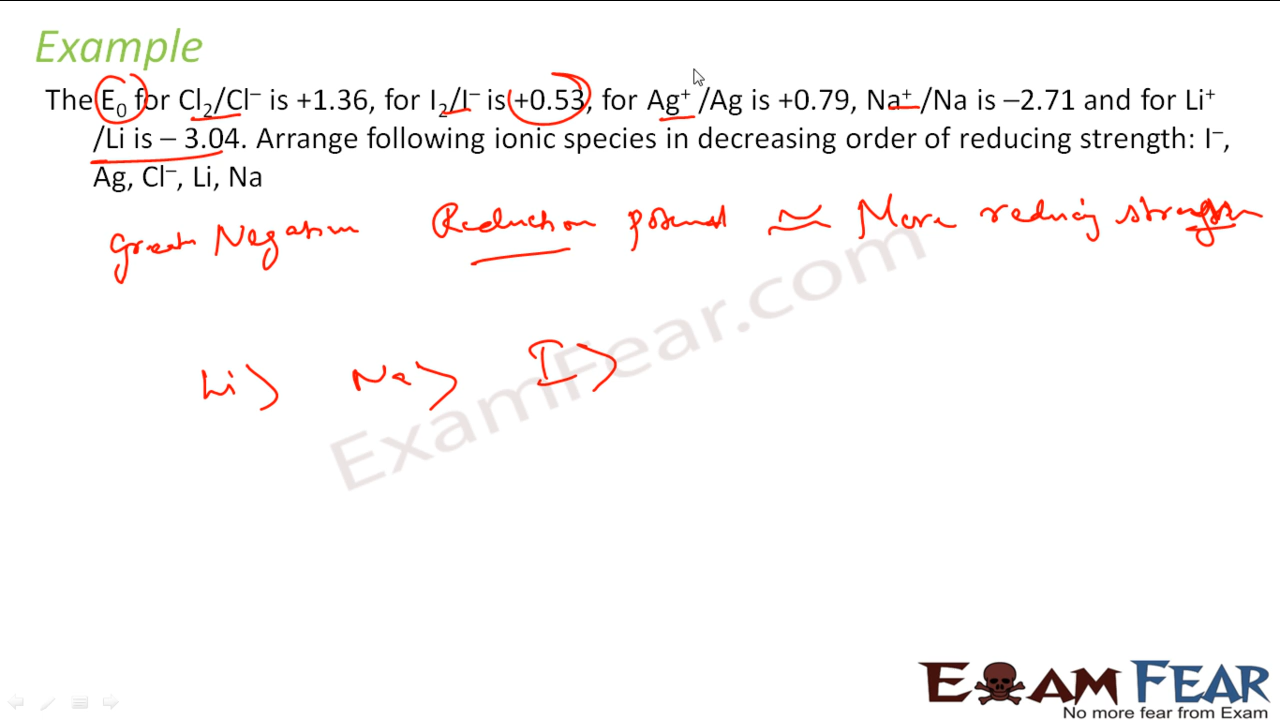 Example
The E₀ for Cl₂/Cl⁻ is +1.36, for I₂/I⁻ is +0.53, for Ag⁺ /Ag is +0.79, Na⁺ /Na is –2.71 and for Li⁺
/Li is – 3.04. Arrange following ionic species in decreasing order of reducing strength: I⁻,
Ag, Cl⁻, Li, Na
Negative Reduction ≃ More reducing strength
Li > Na > I >
ExamFear.com
EXAM FEAR
No more fear from Exam